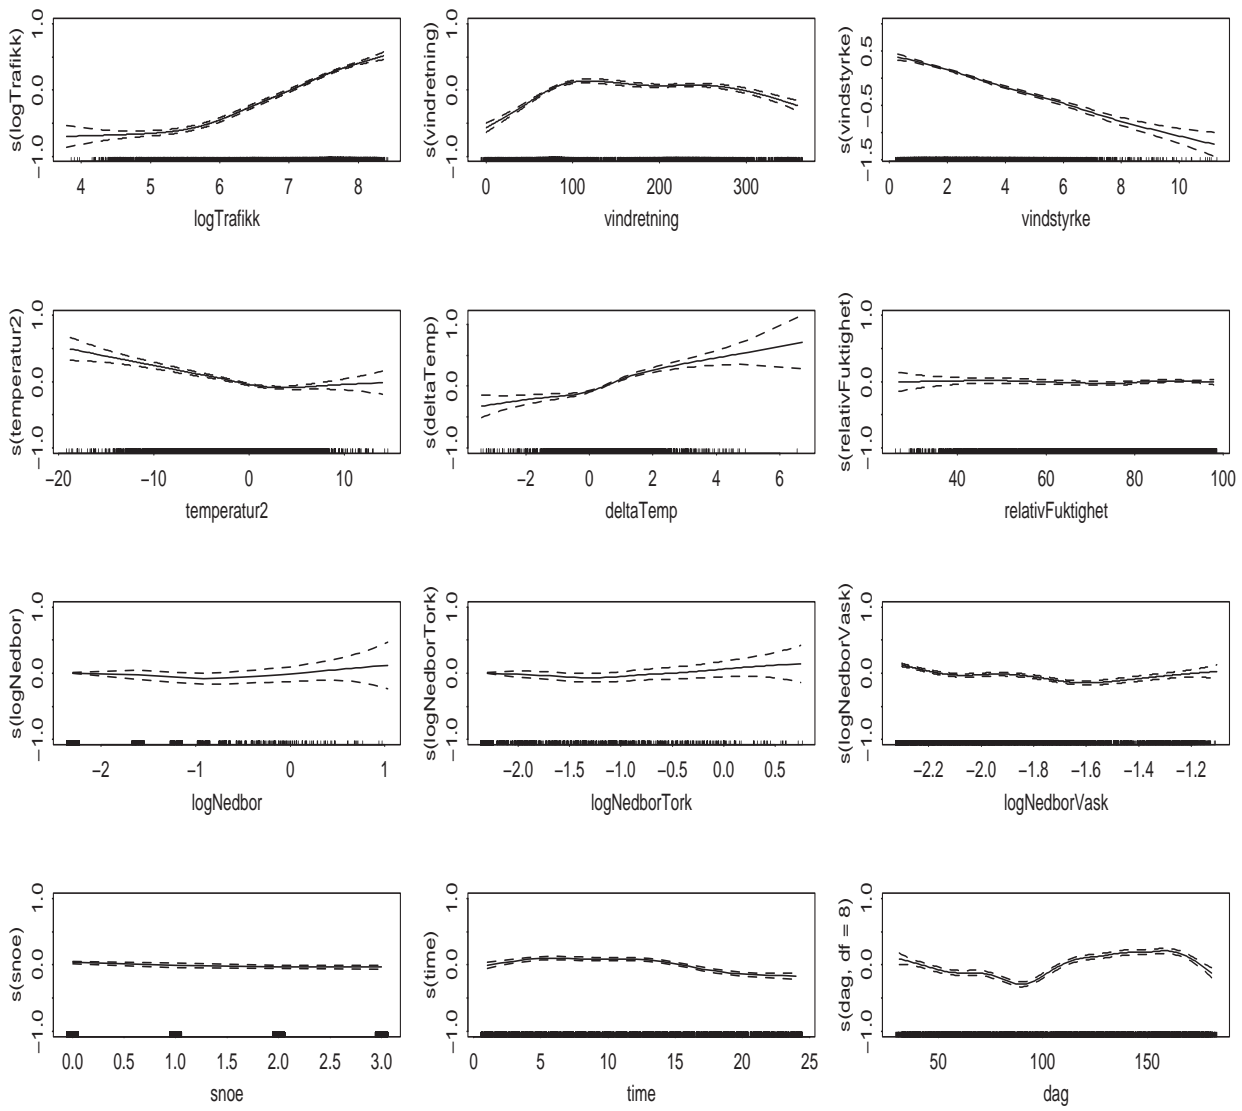 s(logTrafikk)
1.0
0.0
−1.0
4 5 6 7 8
logTrafikk
s(vindretning)
1.0
0.0
−1.0
0 100 200 300
vindretning
s(vindstyrke)
0.5
−0.5
−1.5
0 2 4 6 8 10
vindstyrke
s(temperatur2)
1.0
0.0
−1.0
−20 −10 0 10
temperatur2
s(deltaTemp)
1.0
0.0
−1.0
−2 0 2 4 6
deltaTemp
s(relativFuktighet)
1.0
0.0
−1.0
40 60 80 100
relativFuktighet
s(logNedbor)
1.0
0.0
−1.0
−2 −1 0 1
logNedbor
s(logNedborTork)
1.0
0.0
−1.0
−2.0 −1.5 −1.0 −0.5 0.0 0.5
logNedborTork
s(logNedborVask)
1.0
0.0
−1.0
−2.2 −2.0 −1.8 −1.6 −1.4 −1.2
logNedborVask
s(snoe)
1.0
0.0
−1.0
0.0 0.5 1.0 1.5 2.0 2.5 3.0
snoe
s(time)
1.0
0.0
−1.0
0 5 10 15 20 25
time
s(dag, df = 8)
1.0
0.0
−1.0
50 100 150
dag